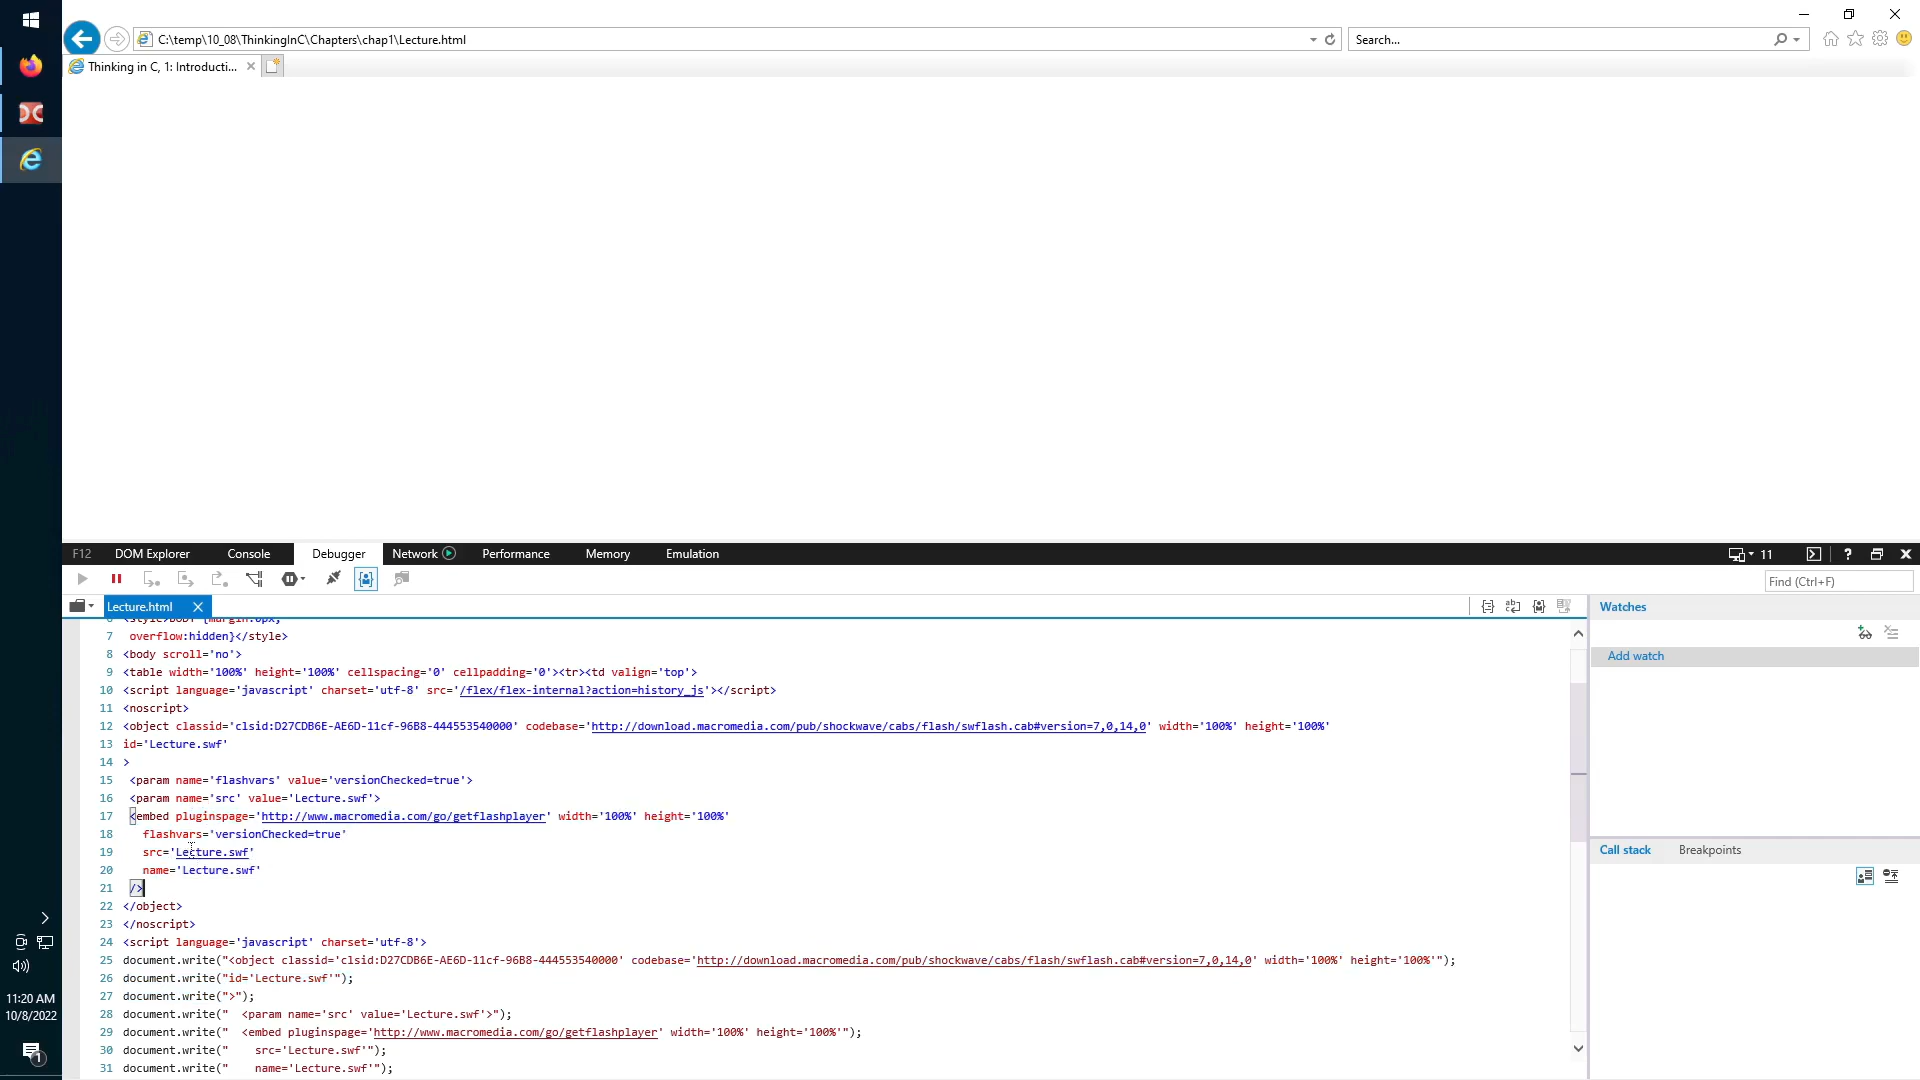 C:\temp\10_08\ThinkingInC\Chapters\chap1\Lecture.html
Search...
Thinking in C, 1: Introducti...
F12 DOM Explorer Console Debugger Network Performance Memory Emulation 11 ?
Find (Ctrl+F)
Lecture.html
Watches
Add watch
Call stack Breakpoints
6 <style>BODY {margin:0px;
7 overflow:hidden}</style>
8 <body scroll='no'>
9 <table width='100%' height='100%' cellspacing='0' cellpadding='0'><tr><td valign='top'>
10 <script language='javascript' charset='utf-8' src='/flex/flex-internal?action=history_js'></script>
11 <noscript>
12 <object classid='clsid:D27CDB6E-AE6D-11cf-96B8-444553540000' codebase='http://download.macromedia.com/pub/shockwave/cabs/flash/swflash.cab#version=7,0,14,0' width='100%' height='100%'
13 id='Lecture.swf'
14 >
15 <param name='flashvars' value='versionChecked=true'>
16 <param name='src' value='Lecture.swf'>
17 <embed pluginspage='http://www.macromedia.com/go/getflashplayer' width='100%' height='100%'
18 flashvars='versionChecked=true'
19 src='Lecture.swf'
20 name='Lecture.swf'
21 />
22 </object>
23 </noscript>
24 <script language='javascript' charset='utf-8'>
25 document.write("<object classid='clsid:D27CDB6E-AE6D-11cf-96B8-444553540000' codebase='http://download.macromedia.com/pub/shockwave/cabs/flash/swflash.cab#version=7,0,14,0' width='100%' height='100%'");
26 document.write("id='Lecture.swf'");
27 document.write(">");
28 document.write("  <param name='src' value='Lecture.swf'>");
29 document.write("  <embed pluginspage='http://www.macromedia.com/go/getflashplayer' width='100%' height='100%'");
30 document.write("    src='Lecture.swf'");
31 document.write("    name='Lecture.swf'");
11:20 AM
10/8/2022
1